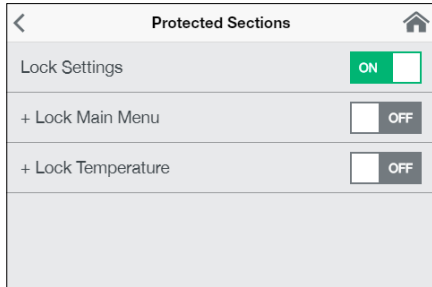 Protected Sections
Lock Settings ON
+ Lock Main Menu OFF
+ Lock Temperature OFF